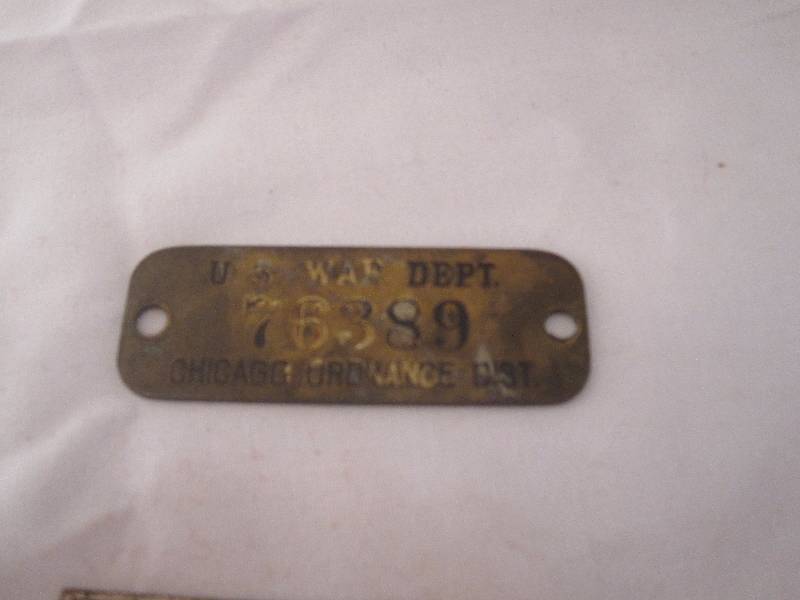 U S WAR DEPT.
76389
CHICAGO ORDNANCE DIST.